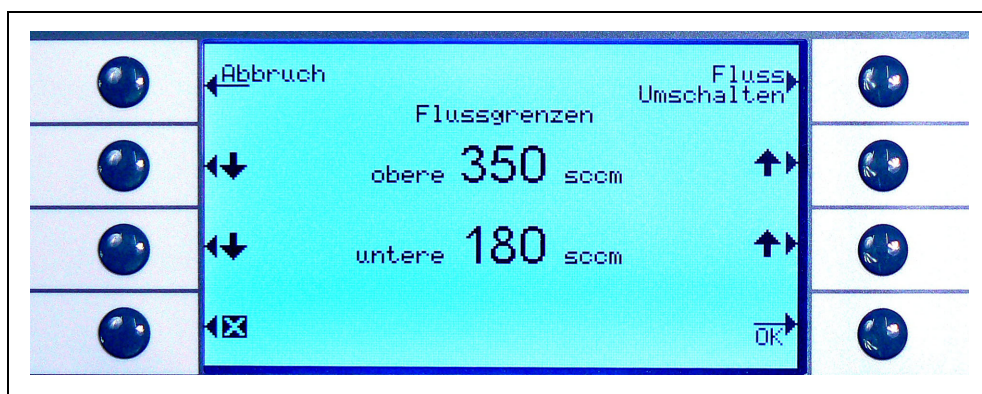 Abbruch
Fluss
Umschalten
Flussgrenzen
obere 350 sccm
untere 180 sccm
OK